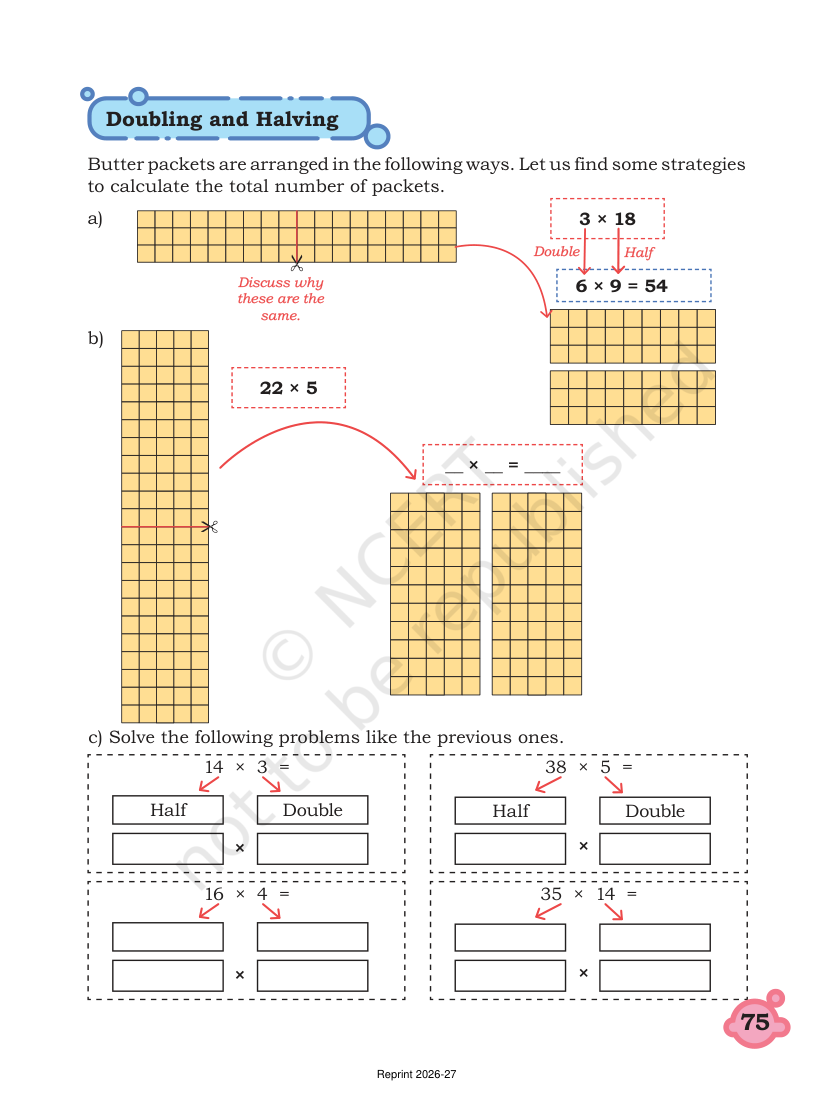 Doubling and Halving
Butter packets are arranged in the following ways. Let us find some strategies
to calculate the total number of packets.
a)
3 × 18
Double
Half
6 × 9 = 54
Discuss why
these are the
same.
b)
22 × 5
__ × __ = ____
c) Solve the following problems like the previous ones.
14 × 3 =
Half
Double
×
38 × 5 =
Half
Double
×
16 × 4 =
×
35 × 14 =
×
© NCERT
not to be republished
75
Reprint 2026-27